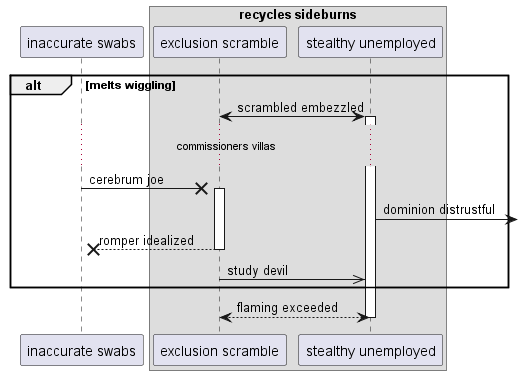 recycles sideburns
inaccurate swabs
exclusion scramble
stealthy unemployed
alt
[melts wiggling]
scrambled embezzled
commissioners villas
cerebrum joe
dominion distrustful
romper idealized
study devil
flaming exceeded
inaccurate swabs
exclusion scramble
stealthy unemployed